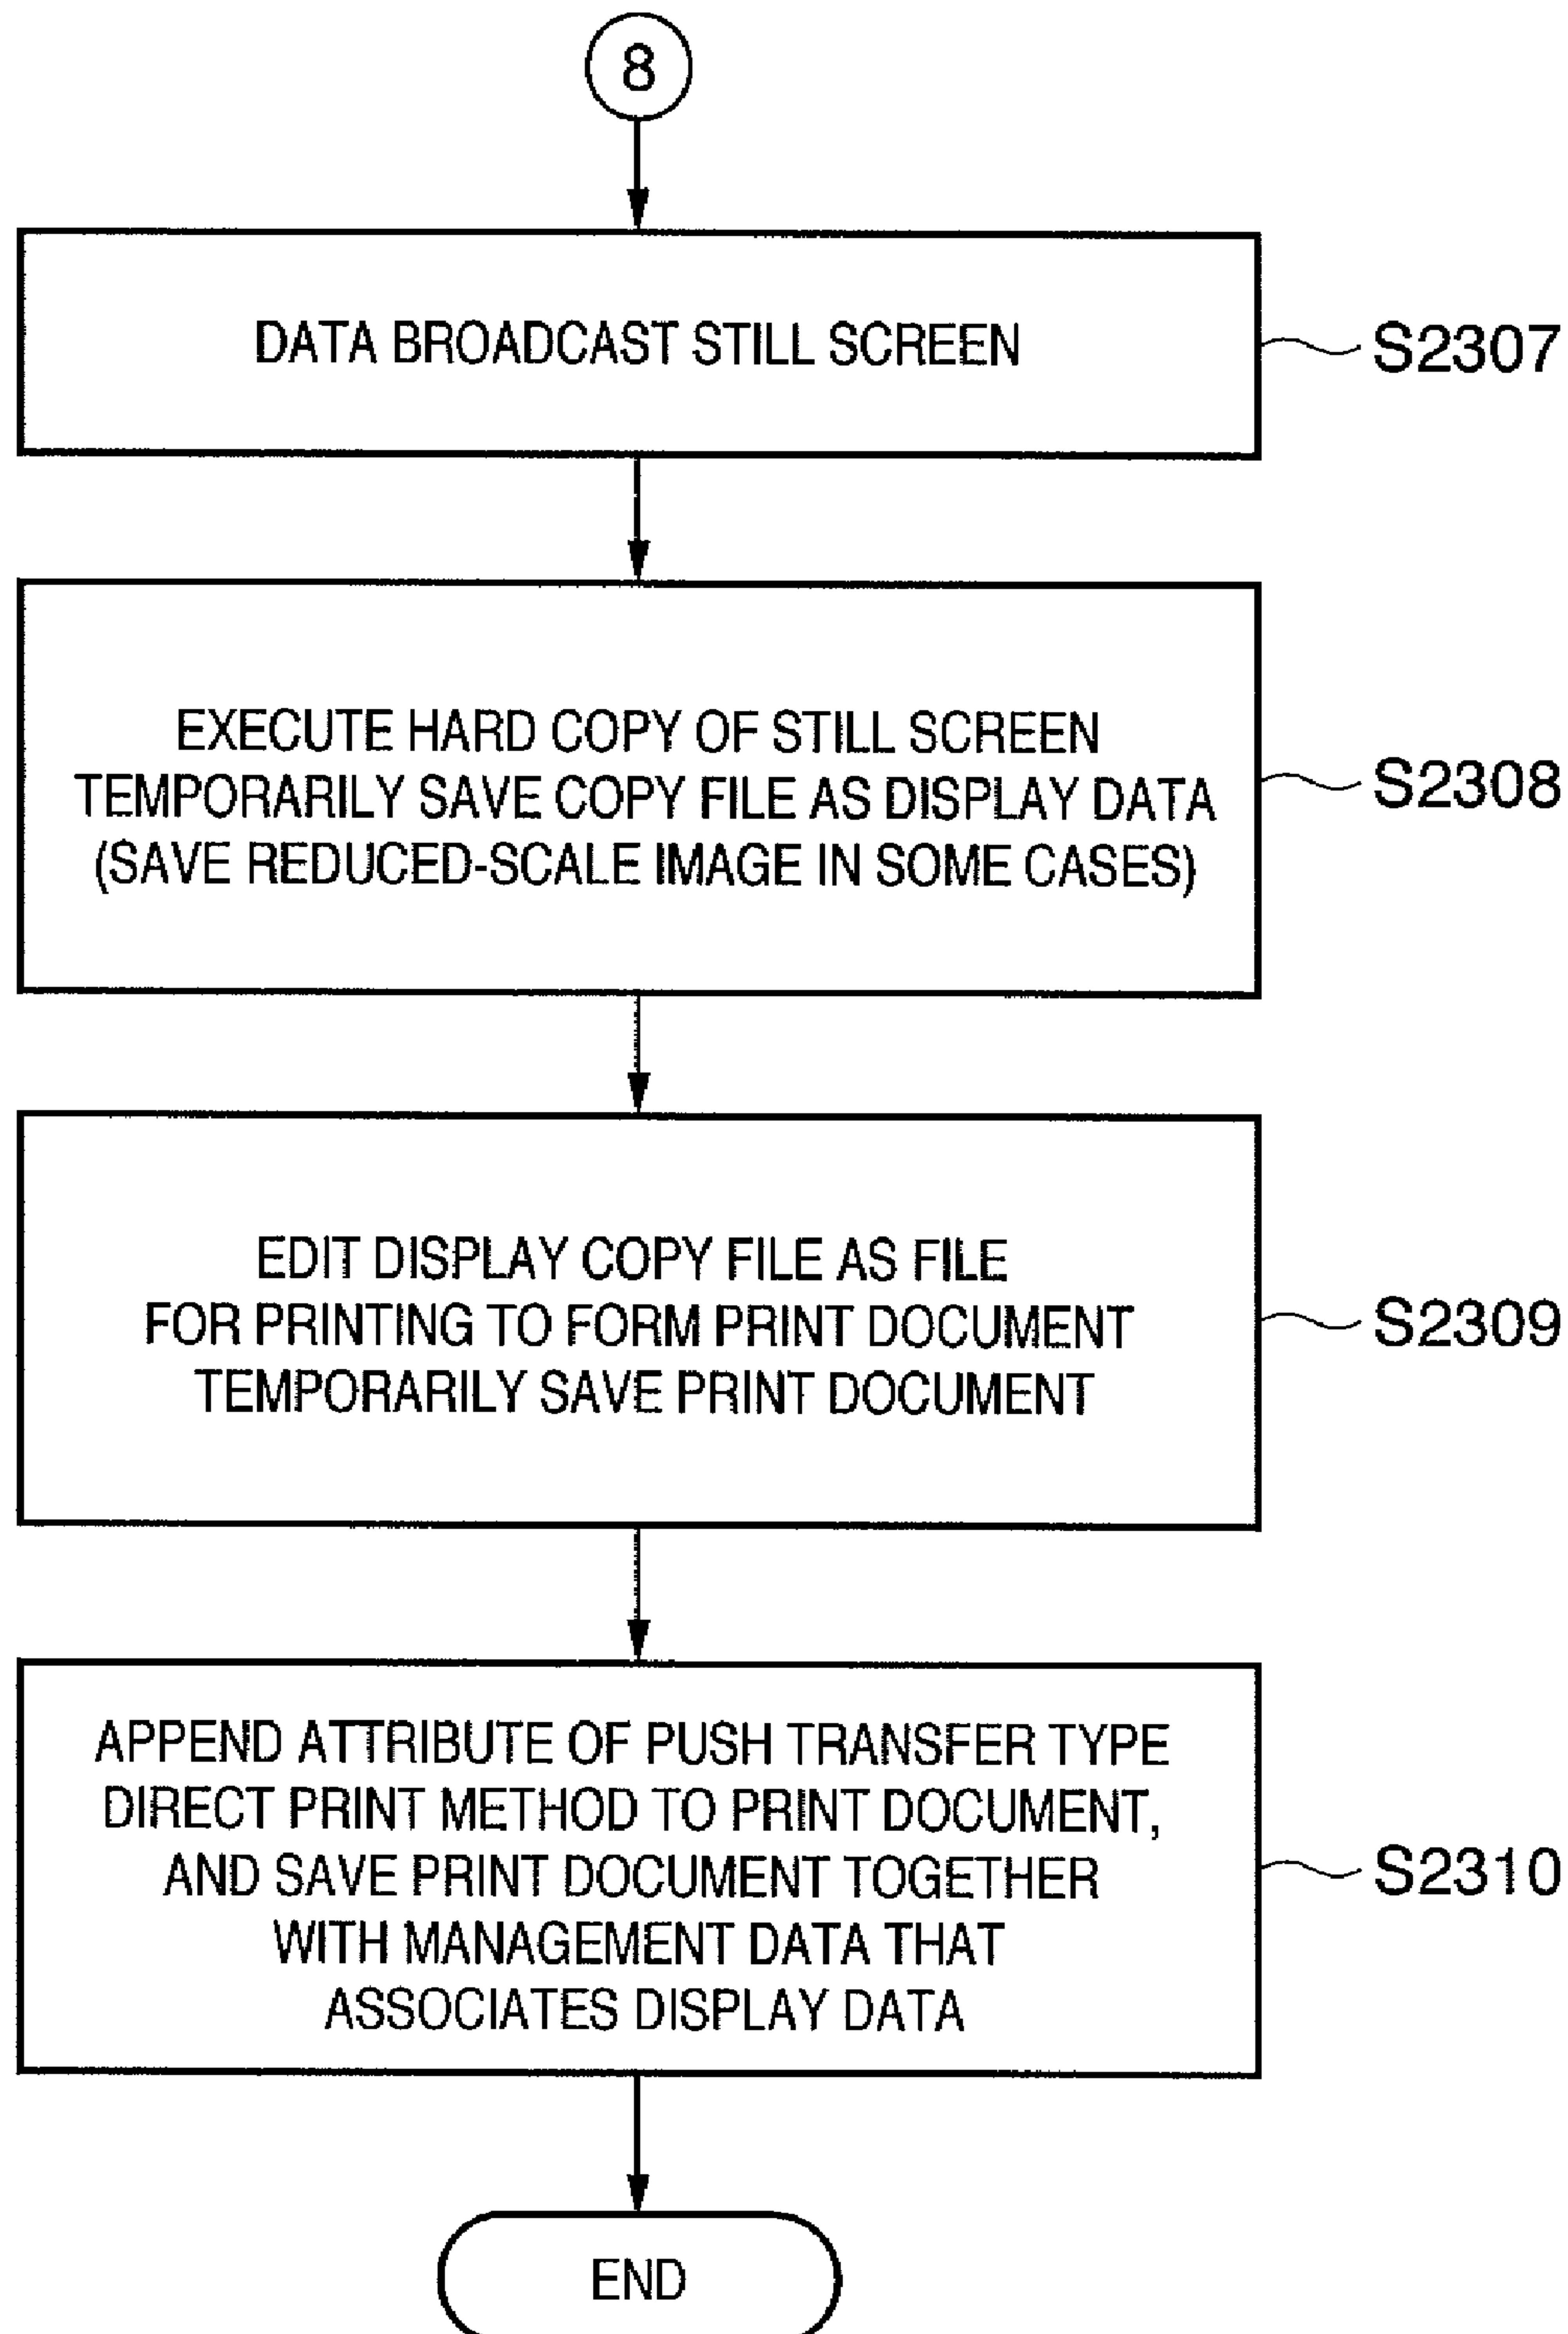 8
DATA BROADCAST STILL SCREEN
S2307
EXECUTE HARD COPY OF STILL SCREEN
TEMPORARILY SAVE COPY FILE AS DISPLAY DATA
(SAVE REDUCED-SCALE IMAGE IN SOME CASES)
S2308
EDIT DISPLAY COPY FILE AS FILE
FOR PRINTING TO FORM PRINT DOCUMENT
TEMPORARILY SAVE PRINT DOCUMENT
S2309
APPEND ATTRIBUTE OF PUSH TRANSFER TYPE
DIRECT PRINT METHOD TO PRINT DOCUMENT,
AND SAVE PRINT DOCUMENT TOGETHER
WITH MANAGEMENT DATA THAT
ASSOCIATES DISPLAY DATA
S2310
END